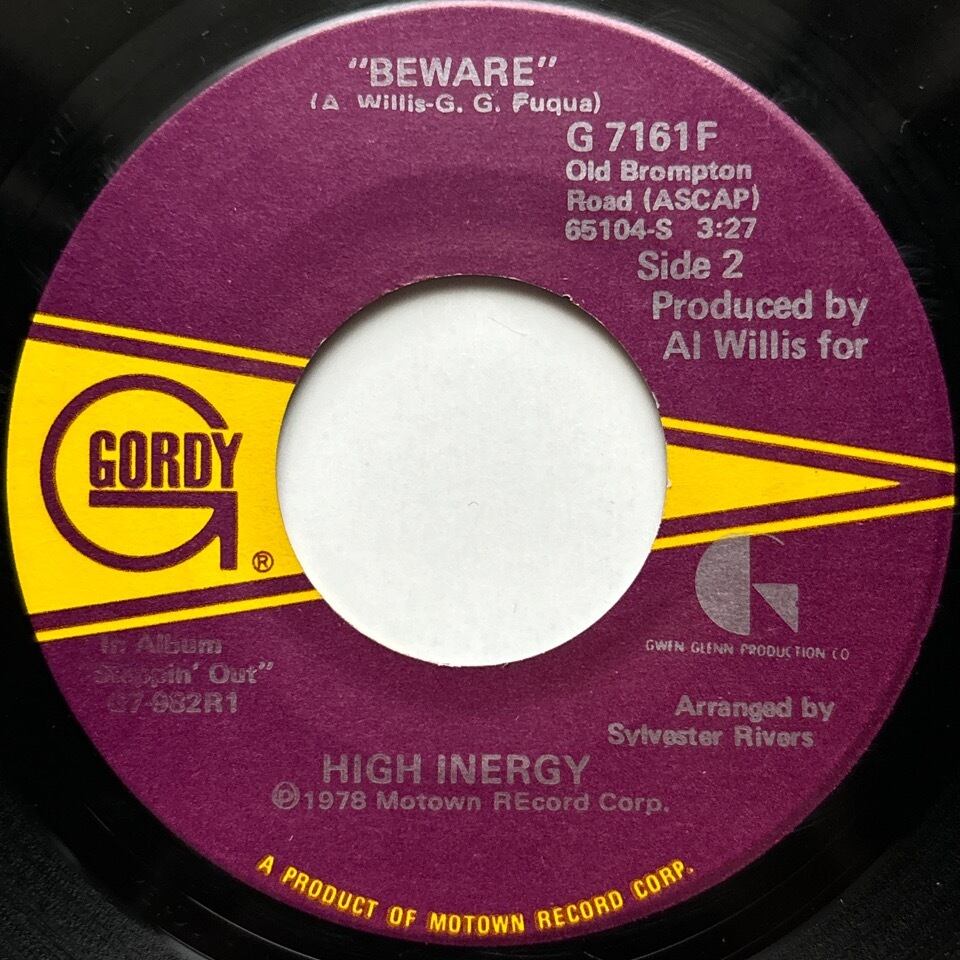 "BEWARE"
(A Willis-G. G. Fuqua)
G 7161F
Old Brompton
Road (ASCAP)
65104-S 3:27
Side 2
Produced by
Al Willis for
GORDY
®
GWEN GLENN PRODUCTION CO
In Album
Steppin' Out"
G7-982R1
Arranged by
Sylvester Rivers
HIGH INERGY
℗1978 Motown REcord Corp.
A PRODUCT OF MOTOWN RECORD CORP.